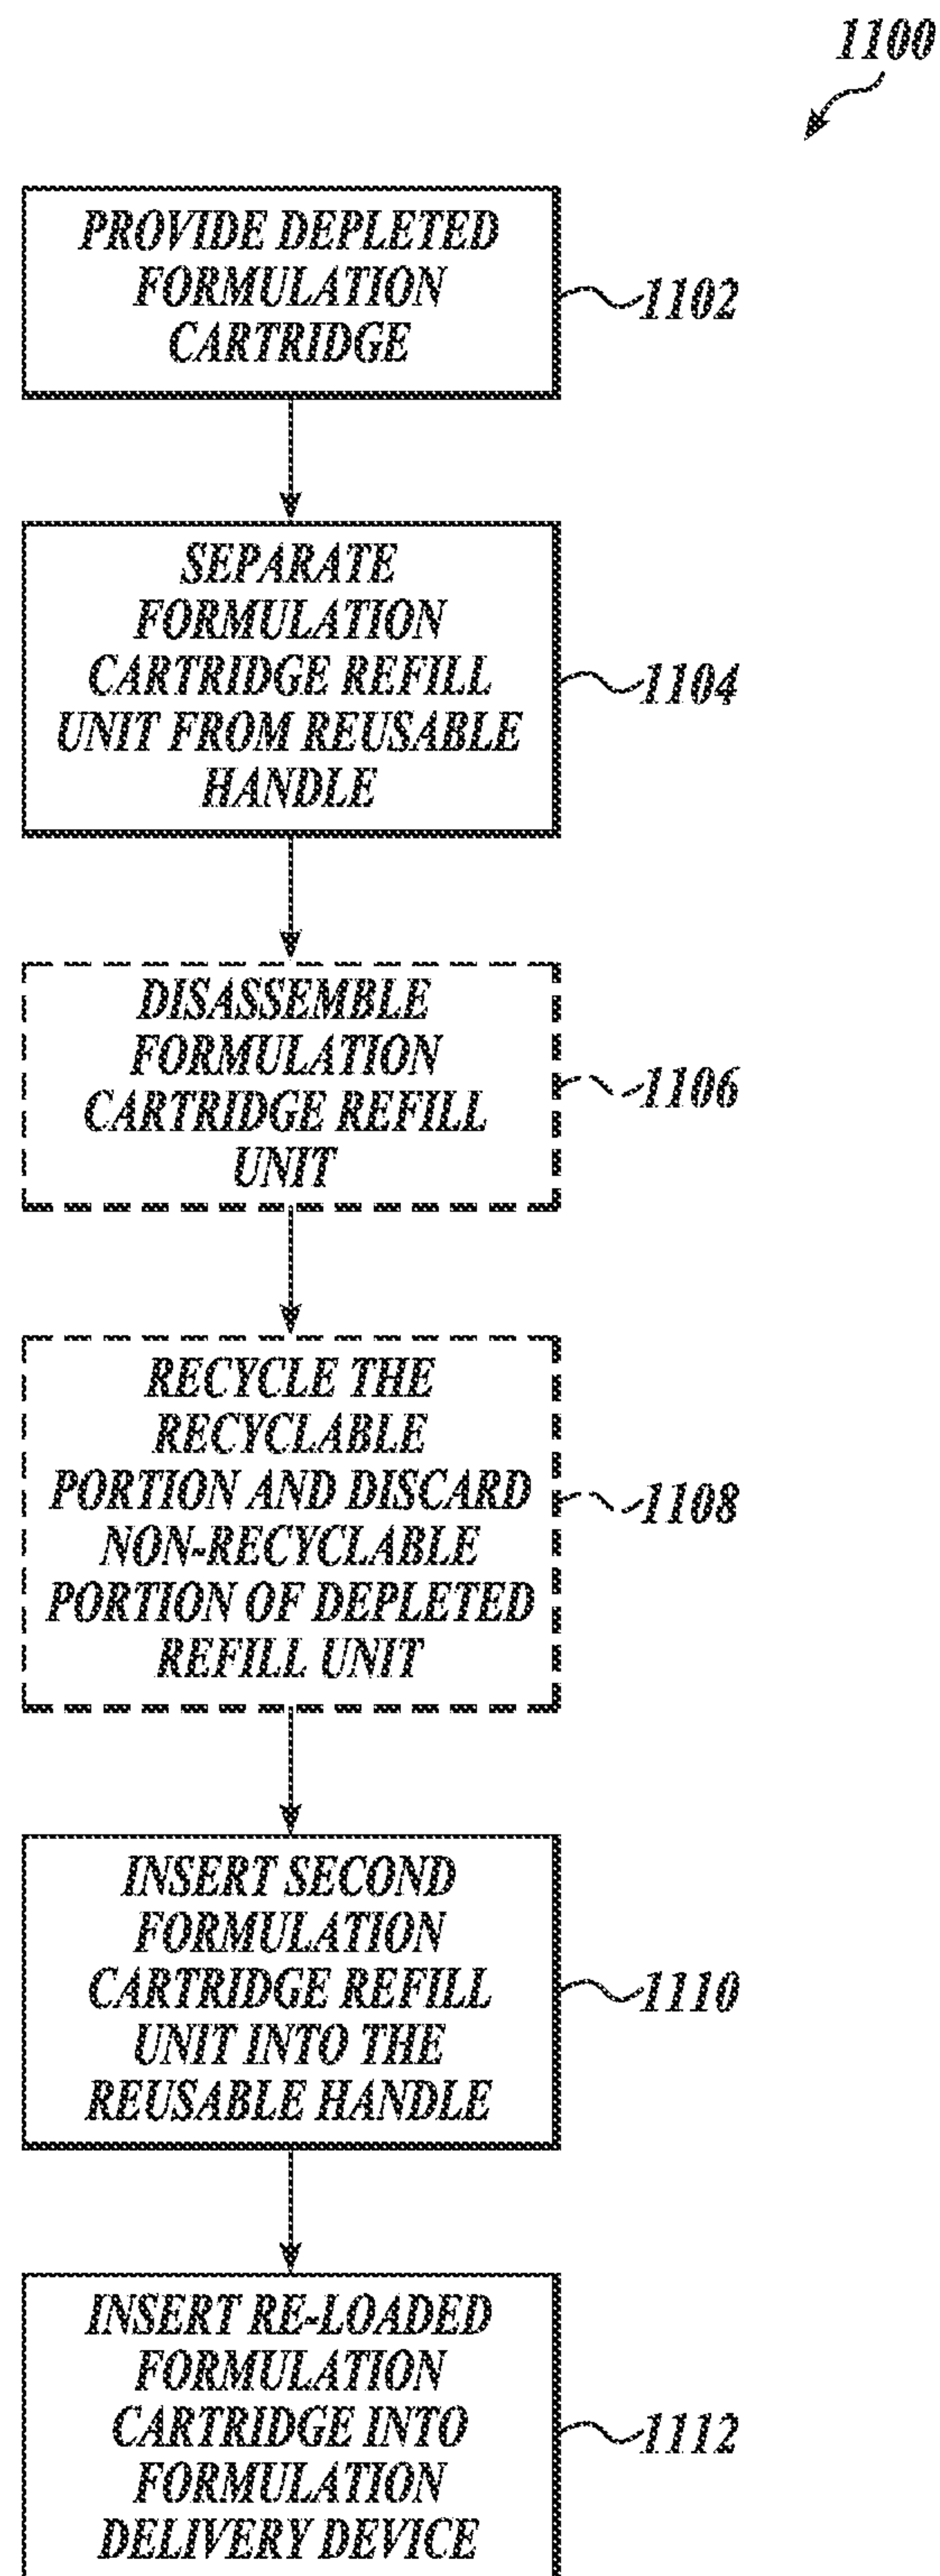 1100
PROVIDE DEPLETED
FORMULATION
CARTRIDGE
1102
SEPARATE
FORMULATION
CARTRIDGE REFILL
UNIT FROM REUSABLE
HANDLE
1104
DISASSEMBLE
FORMULATION
CARTRIDGE REFILL
UNIT
1106
RECYCLE THE
RECYCLABLE
PORTION AND DISCARD
NON-RECYCLABLE
PORTION OF DEPLETED
REFILL UNIT
1108
INSERT SECOND
FORMULATION
CARTRIDGE REFILL
UNIT INTO THE
REUSABLE HANDLE
1110
INSERT RE-LOADED
FORMULATION
CARTRIDGE INTO
FORMULATION
DELIVERY DEVICE
1112